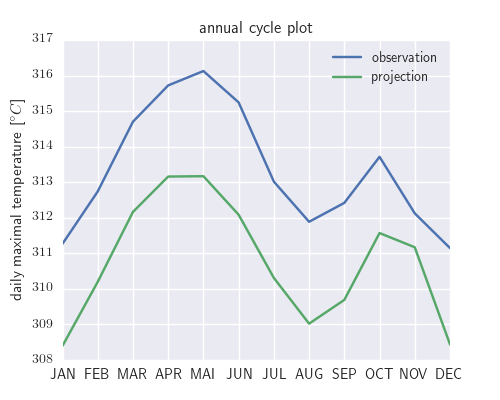 annual cycle plot
317
316
315
314
313
312
311
310
309
308
daily maximal temperature [°C]
observation
projection
JAN FEB MAR APR MAI JUN JUL AUG SEP OCT NOV DEC